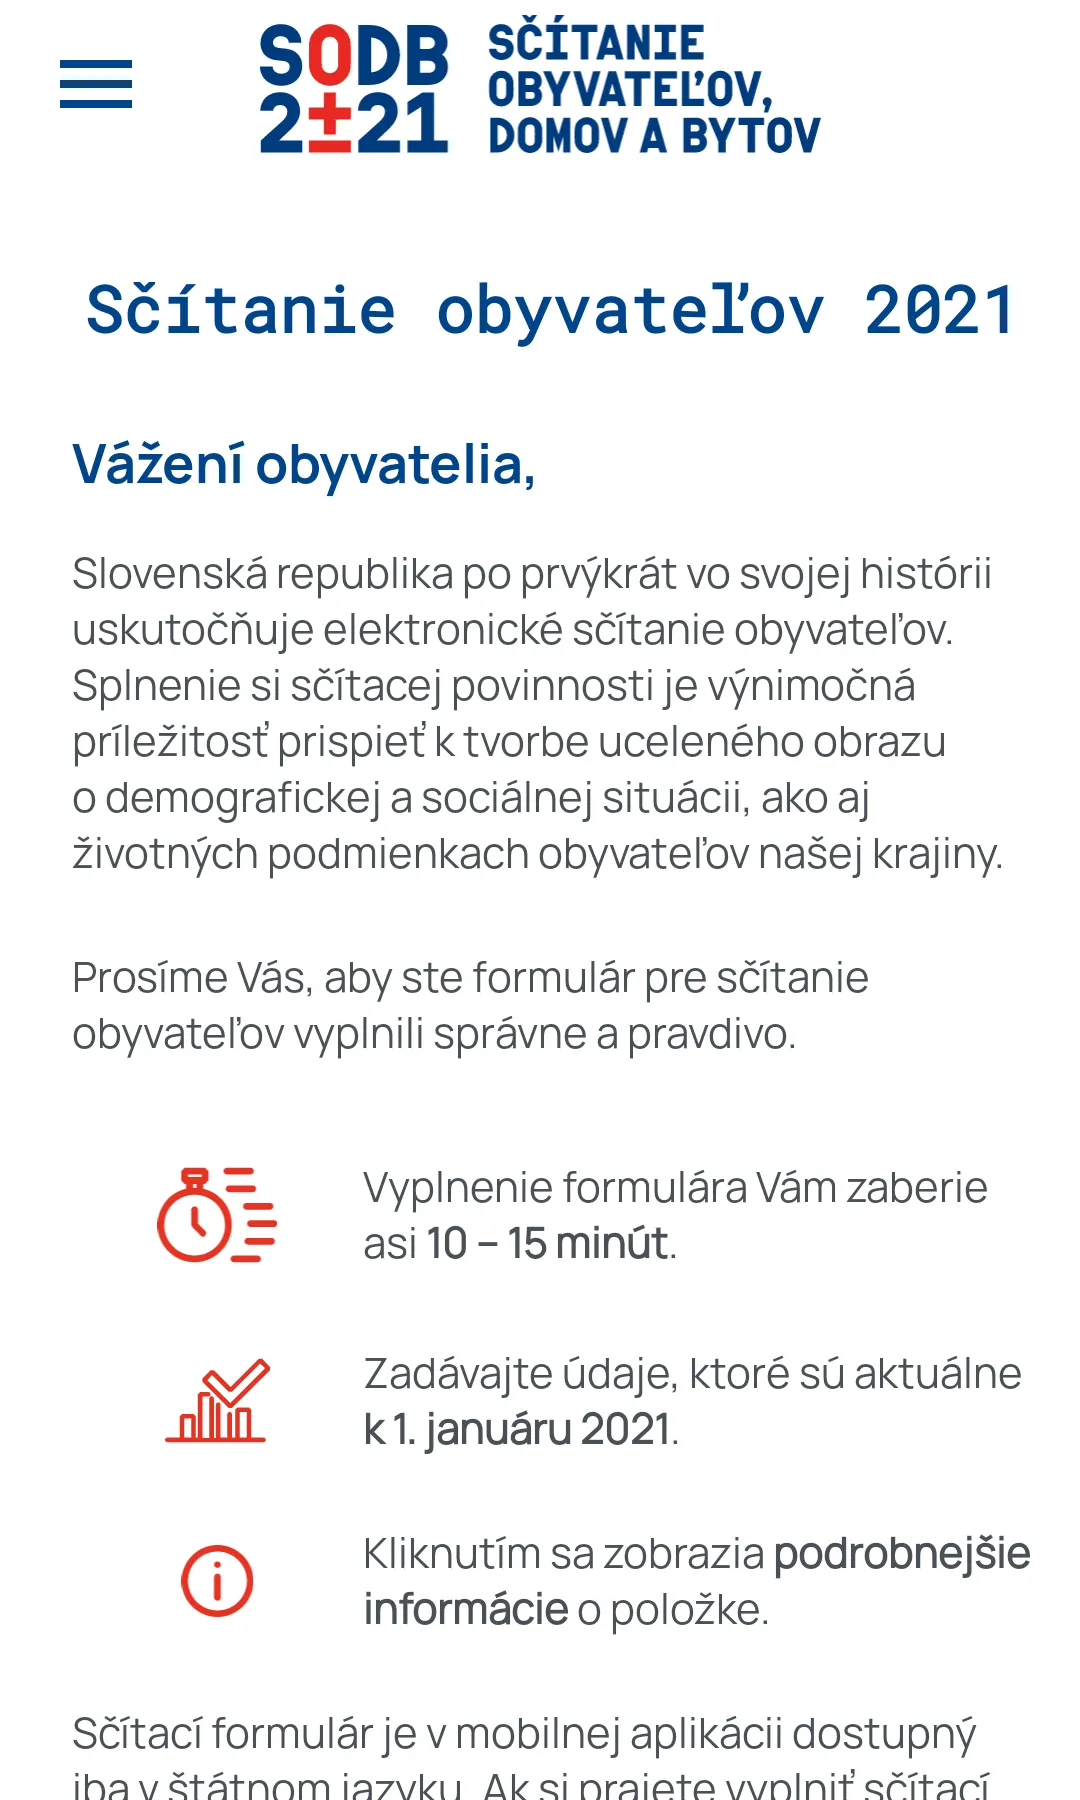 SODB
2±21
SČÍTANIE
OBYVATEĽOV,
DOMOV A BYTOV
Sčítanie obyvateľov 2021
Vážení obyvatelia,
Slovenská republika po prvýkrát vo svojej histórii
uskutočňuje elektronické sčítanie obyvateľov.
Splnenie si sčítacej povinnosti je výnimočná
príležitosť prispieť k tvorbe uceleného obrazu
o demografickej a sociálnej situácii, ako aj
životných podmienkach obyvateľov našej krajiny.
Prosíme Vás, aby ste formulár pre sčítanie
obyvateľov vyplnili správne a pravdivo.
Vyplnenie formulára Vám zaberie
asi 10 – 15 minút.
Zadávajte údaje, ktoré sú aktuálne
k 1. januáru 2021.
Kliknutím sa zobrazia podrobnejšie
informácie o položke.
Sčítací formulár je v mobilnej aplikácii dostupný
iba v štátnom jazyku. Ak si prajete vyplniť sčítací